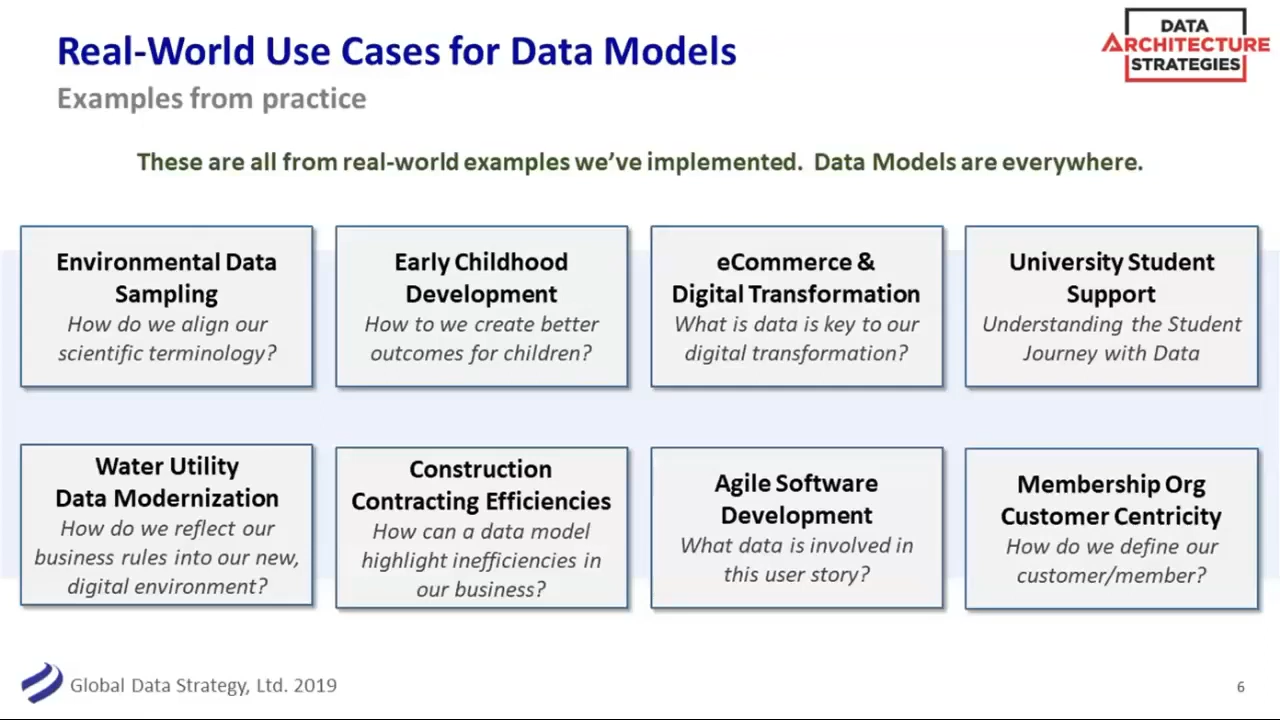 Real-World Use Cases for Data Models
Examples from practice
DATA
ARCHITECTURE
STRATEGIES
These are all from real-world examples we’ve implemented. Data Models are everywhere.
Environmental Data
Sampling
How do we align our
scientific terminology?
Early Childhood
Development
How to we create better
outcomes for children?
eCommerce &
Digital Transformation
What is data is key to our
digital transformation?
University Student
Support
Understanding the Student
Journey with Data
Water Utility
Data Modernization
How do we reflect our
business rules into our new,
digital environment?
Construction
Contracting Efficiencies
How can a data model
highlight inefficiencies in
our business?
Agile Software
Development
What data is involved in
this user story?
Membership Org
Customer Centricity
How do we define our
customer/member?
Global Data Strategy, Ltd. 2019
6